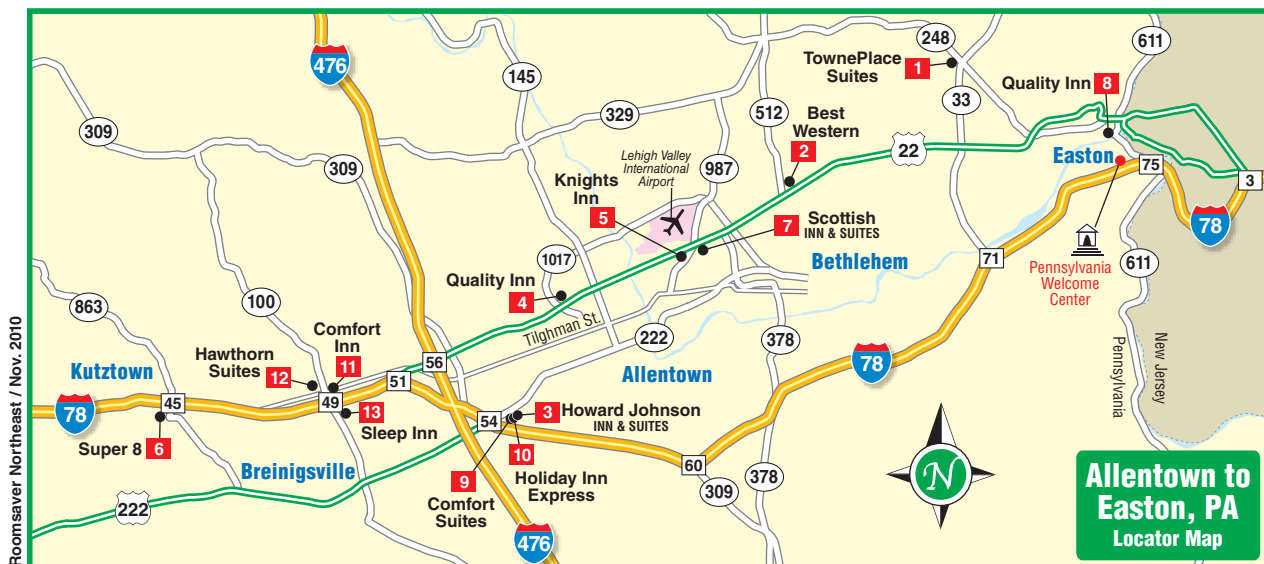 476
145
248
611
TownePlace
Suites
1
Quality Inn
8
33
512
Best
Western
2
309
329
22
309
987
Lehigh Valley
International
Airport
Knights
Inn
5
Easton
75
3
78
7
Scottish
INN & SUITES
Bethlehem
71
Pennsylvania
Welcome
Center
611
1017
Quality Inn
4
863
100
Tilghman St.
222
378
New Jersey
Pennsylvania
Comfort
Inn
11
Hawthorn
Suites
12
56
51
Kutztown
Allentown
78
78
45
49
13
Sleep Inn
54
3
Howard Johnson
INN & SUITES
Super 8
6
10
Holiday Inn
Express
9
Comfort
Suites
60
309
378
Breinigsville
222
476
N
Allentown to
Easton, PA
Locator Map
Roomsaver Northeast / Nov. 2010